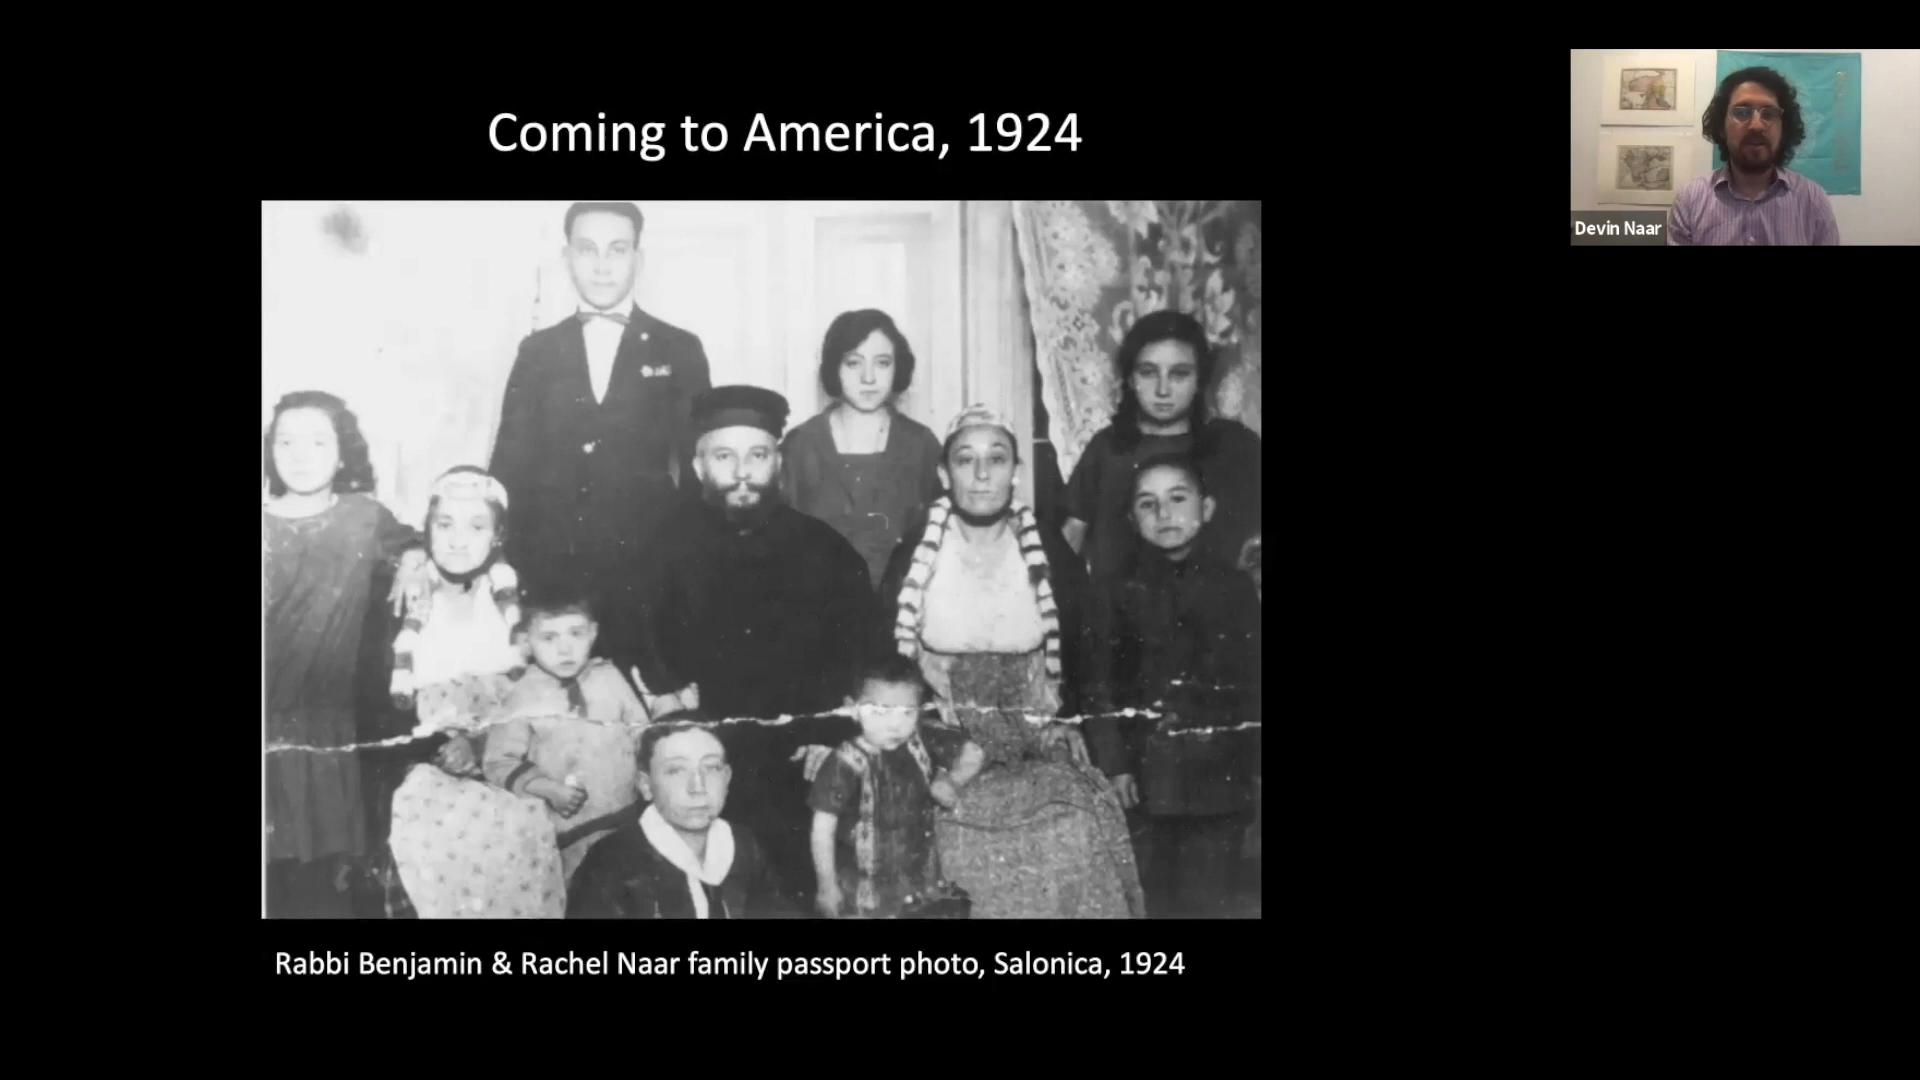 Coming to America, 1924
Devin Naar
Rabbi Benjamin & Rachel Naar family passport photo, Salonica, 1924